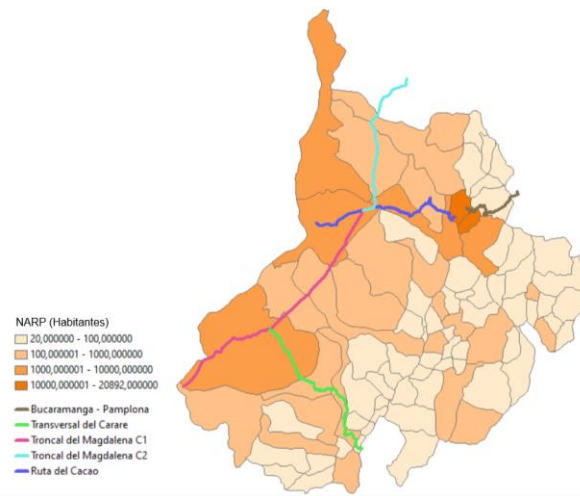 NARP (Habitantes)
20,000000 - 100,000000
100,000001 - 1000,000000
1000,000001 - 10000,000000
10000,000001 - 20892,000000
Bucaramanga - Pamplona
Transversal del Carare
Troncal del Magdalena C1
Troncal del Magdalena C2
Ruta del Cacao